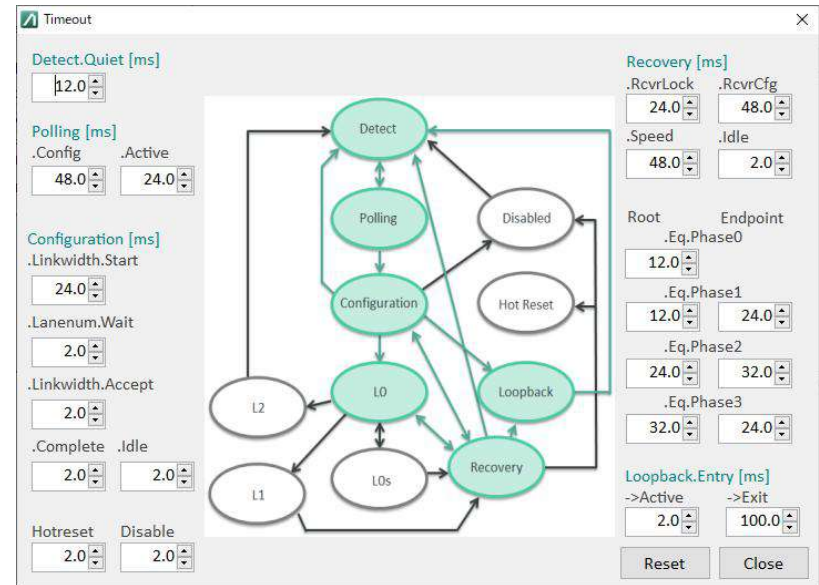 Timeout
Detect.Quiet [ms]
12.0
Polling [ms]
.Config .Active
48.0 24.0
Configuration [ms]
.Linkwidth.Start
24.0
.Lanenum.Wait
2.0
.Linkwidth.Accept
2.0
.Complete .Idle
2.0 2.0
Hotreset Disable
2.0 2.0
Detect
Polling
Disabled
Configuration
Hot Reset
L0
Loopback
L2
L0s
Recovery
L1
Recovery [ms]
.RcvrLock .RcvrCfg
24.0 48.0
.Speed .Idle
48.0 2.0
Root Endpoint
.Eq.Phase0
12.0
.Eq.Phase1
12.0 24.0
.Eq.Phase2
24.0 32.0
.Eq.Phase3
32.0 24.0
Loopback.Entry [ms]
->Active ->Exit
2.0 100.0
Reset Close